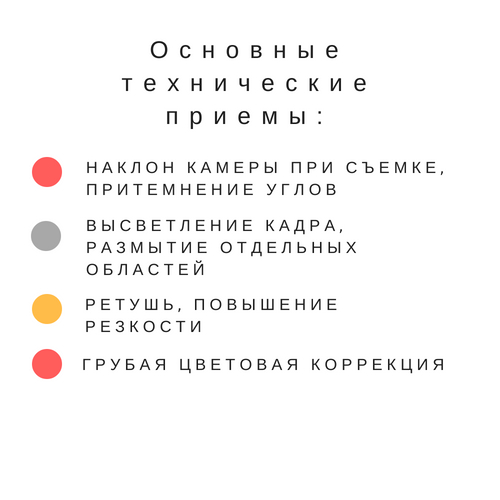 Основные
технические
приемы:
НАКЛОН КАМЕРЫ ПРИ СЪЕМКЕ,
ПРИТЕМНЕНИЕ УГЛОВ
ВЫСВЕТЛЕНИЕ КАДРА,
РАЗМЫТИЕ ОТДЕЛЬНЫХ
ОБЛАСТЕЙ
РЕТУШЬ, ПОВЫШЕНИЕ
РЕЗКОСТИ
ГРУБАЯ ЦВЕТОВАЯ КОРРЕКЦИЯ